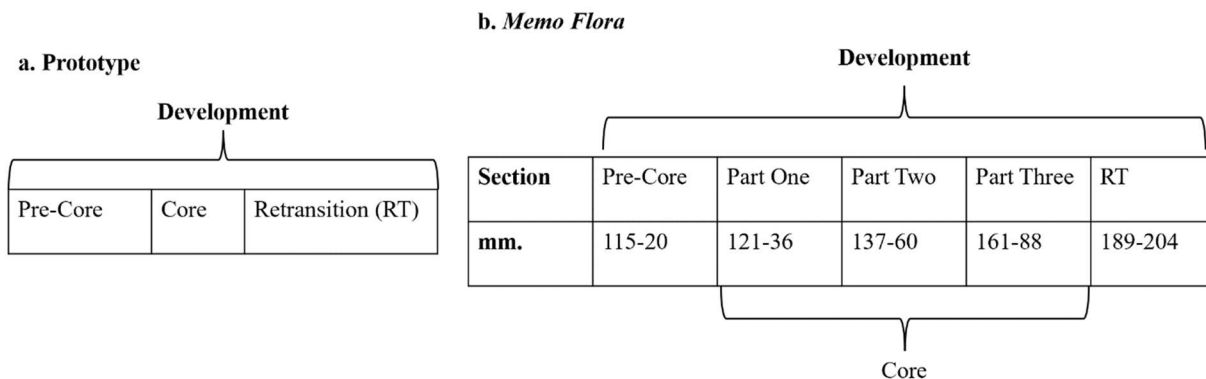 a. Prototype
Development
Pre-Core Core Retransition (RT)
b. Memo Flora
Development
Section Pre-Core Part One Part Two Part Three RT
mm. 115-20 121-36 137-60 161-88 189-204
Core